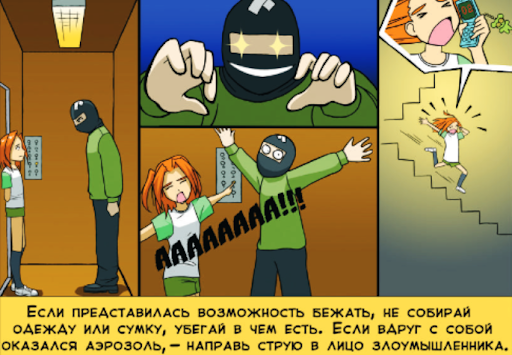 АААААААА!!!
Если представилась возможность бежать, не собирай
одежду или сумку, убегай в чем есть. Если вдруг с собой
оказался аэрозоль,– направь струю в лицо злоумышленника.